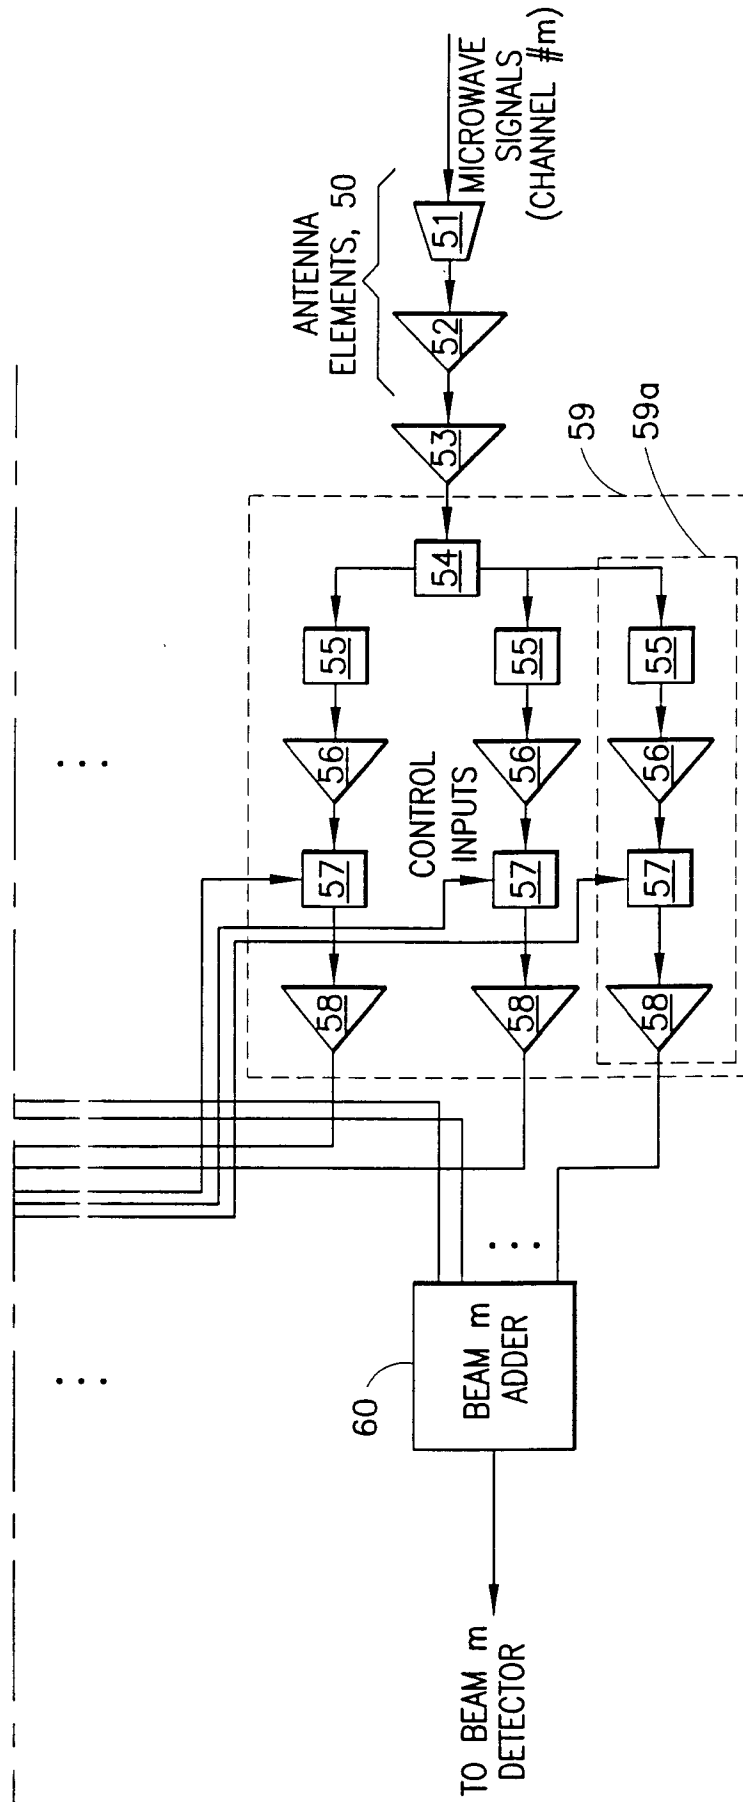 ANTENNA
ELEMENTS, 50
MICROWAVE
SIGNALS
(CHANNEL #m)
51
52
53
59
59a
54
55
55
55
56
56
56
CONTROL
INPUTS
57
57
57
58
58
58
...
...
...
60
BEAM m
ADDER
TO BEAM m
DETECTOR